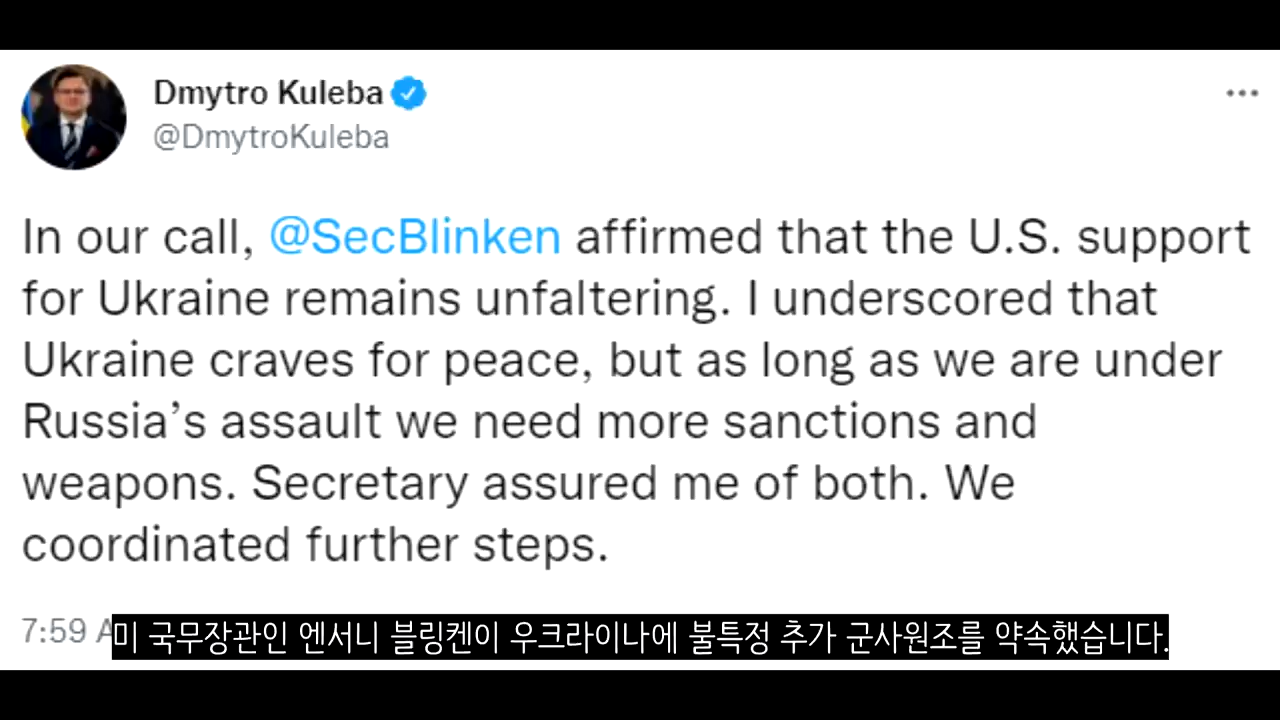 Dmytro Kuleba
@DmytroKuleba
In our call, @SecBlinken affirmed that the U.S. support
for Ukraine remains unfaltering. I underscored that
Ukraine craves for peace, but as long as we are under
Russia’s assault we need more sanctions and
weapons. Secretary assured me of both. We
coordinated further steps.
7:59 A
미 국무장관인 엔서니 블링켄이 우크라이나에 불특정 추가 군사원조를 약속했습니다.